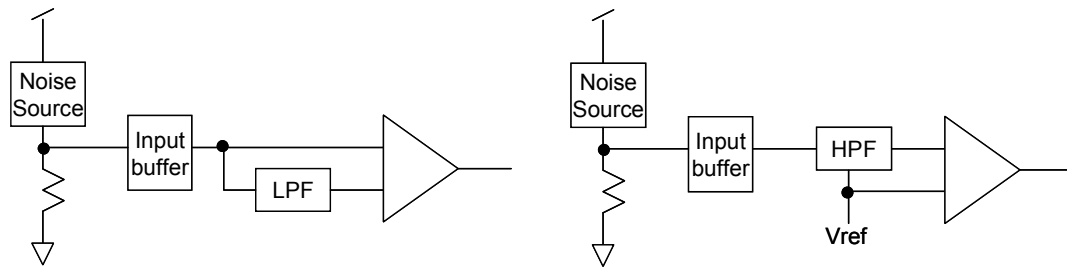 Noise
Source
Input
buffer
LPF
Noise
Source
Input
buffer
HPF
Vref